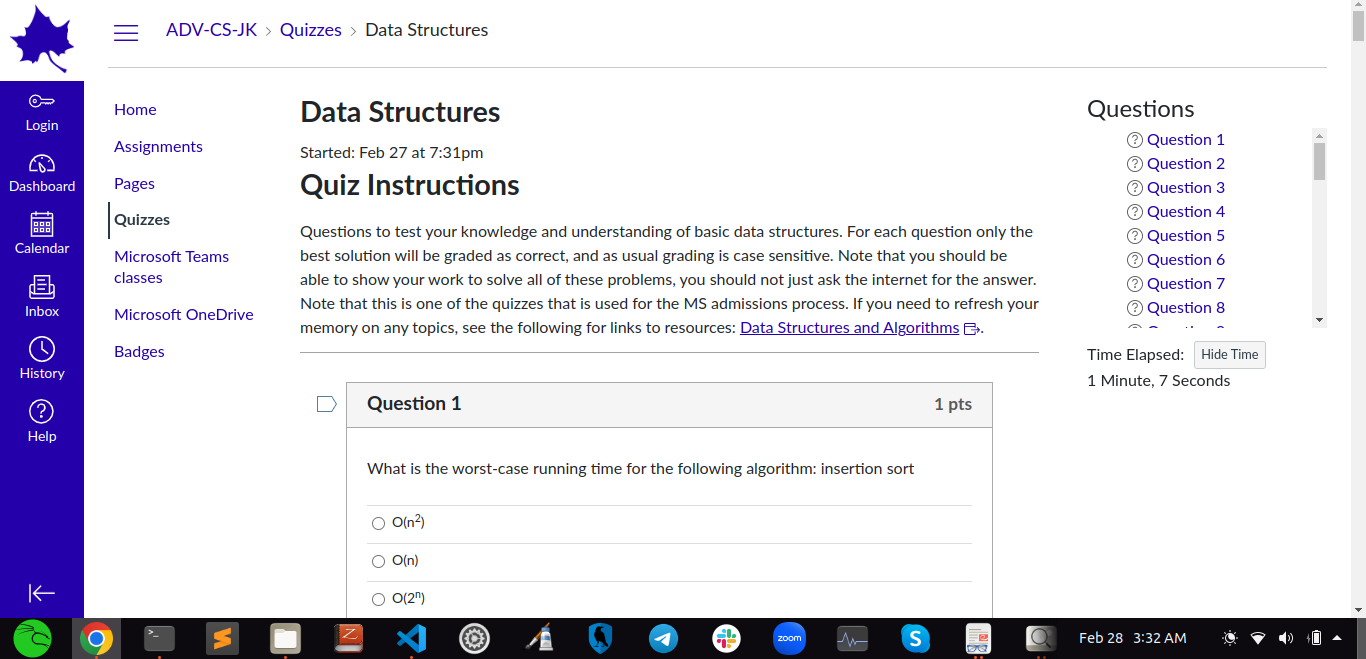 ADV-CS-JK > Quizzes > Data Structures
Login
Dashboard
Calendar
Inbox
History
Help
Home
Assignments
Pages
Quizzes
Microsoft Teams
classes
Microsoft OneDrive
Badges
Data Structures
Started: Feb 27 at 7:31pm
Quiz Instructions
Questions to test your knowledge and understanding of basic data structures. For each question only the
best solution will be graded as correct, and as usual grading is case sensitive. Note that you should be
able to show your work to solve all of these problems, you should not just ask the internet for the answer.
Note that this is one of the quizzes that is used for the MS admissions process. If you need to refresh your
memory on any topics, see the following for links to resources: Data Structures and Algorithms.
Question 1 1 pts
What is the worst-case running time for the following algorithm: insertion sort
O(n²)
O(n)
O(2ⁿ)
Questions
Question 1
Question 2
Question 3
Question 4
Question 5
Question 6
Question 7
Question 8
Time Elapsed: Hide Time
1 Minute, 7 Seconds
zoom
Feb 28 3:32 AM